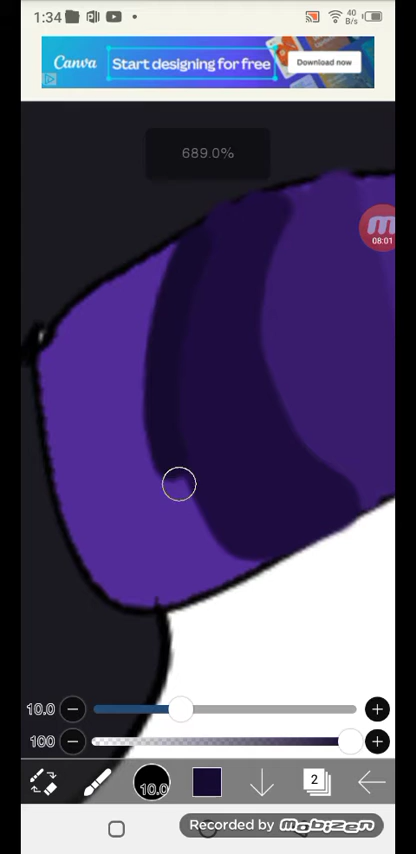 1:34
40
B/s
Canva
Start designing for free
Download now
689.0%
m
08:01
10.0
100
10.0
2
Recorded by mobizen